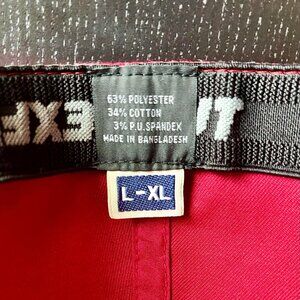 63% POLYESTER
34% COTTON
3% P.U. SPANDEX
MADE IN BANGLADESH
L-XL